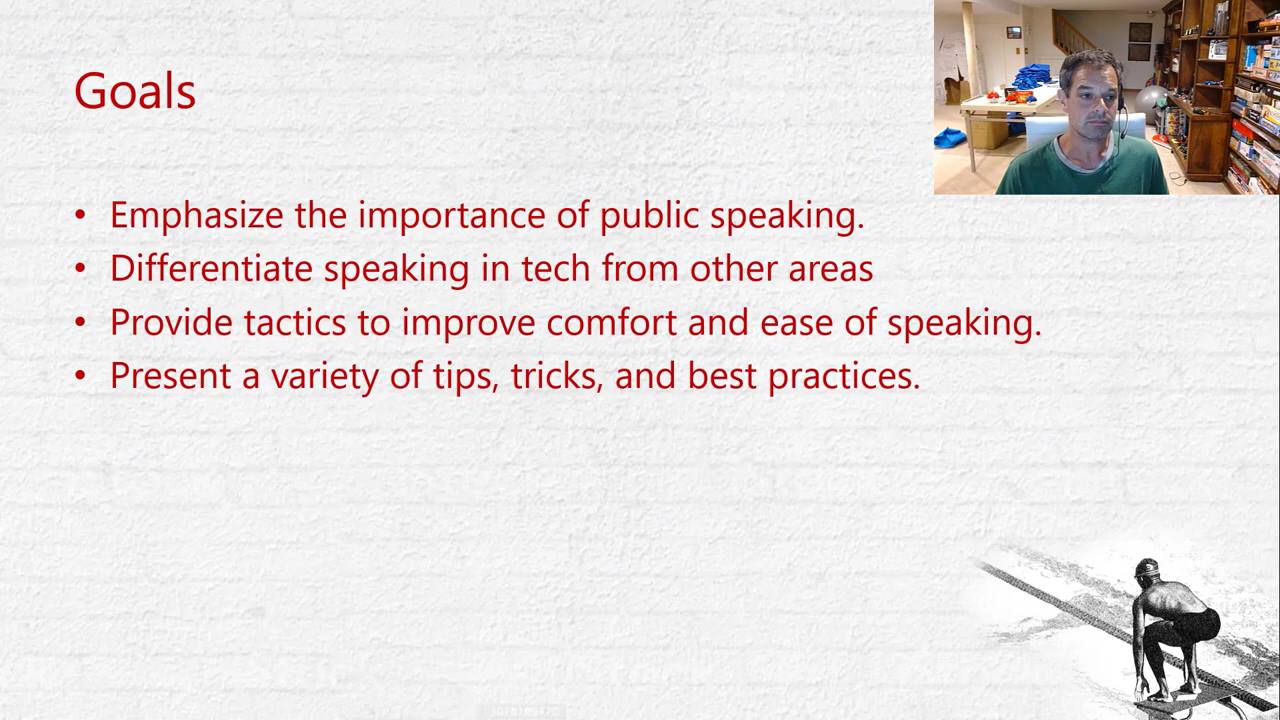 Goals
• Emphasize the importance of public speaking.
• Differentiate speaking in tech from other areas
• Provide tactics to improve comfort and ease of speaking.
• Present a variety of tips, tricks, and best practices.